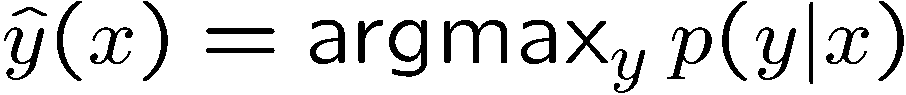 ŷ(x) = argmax_y p(y|x)